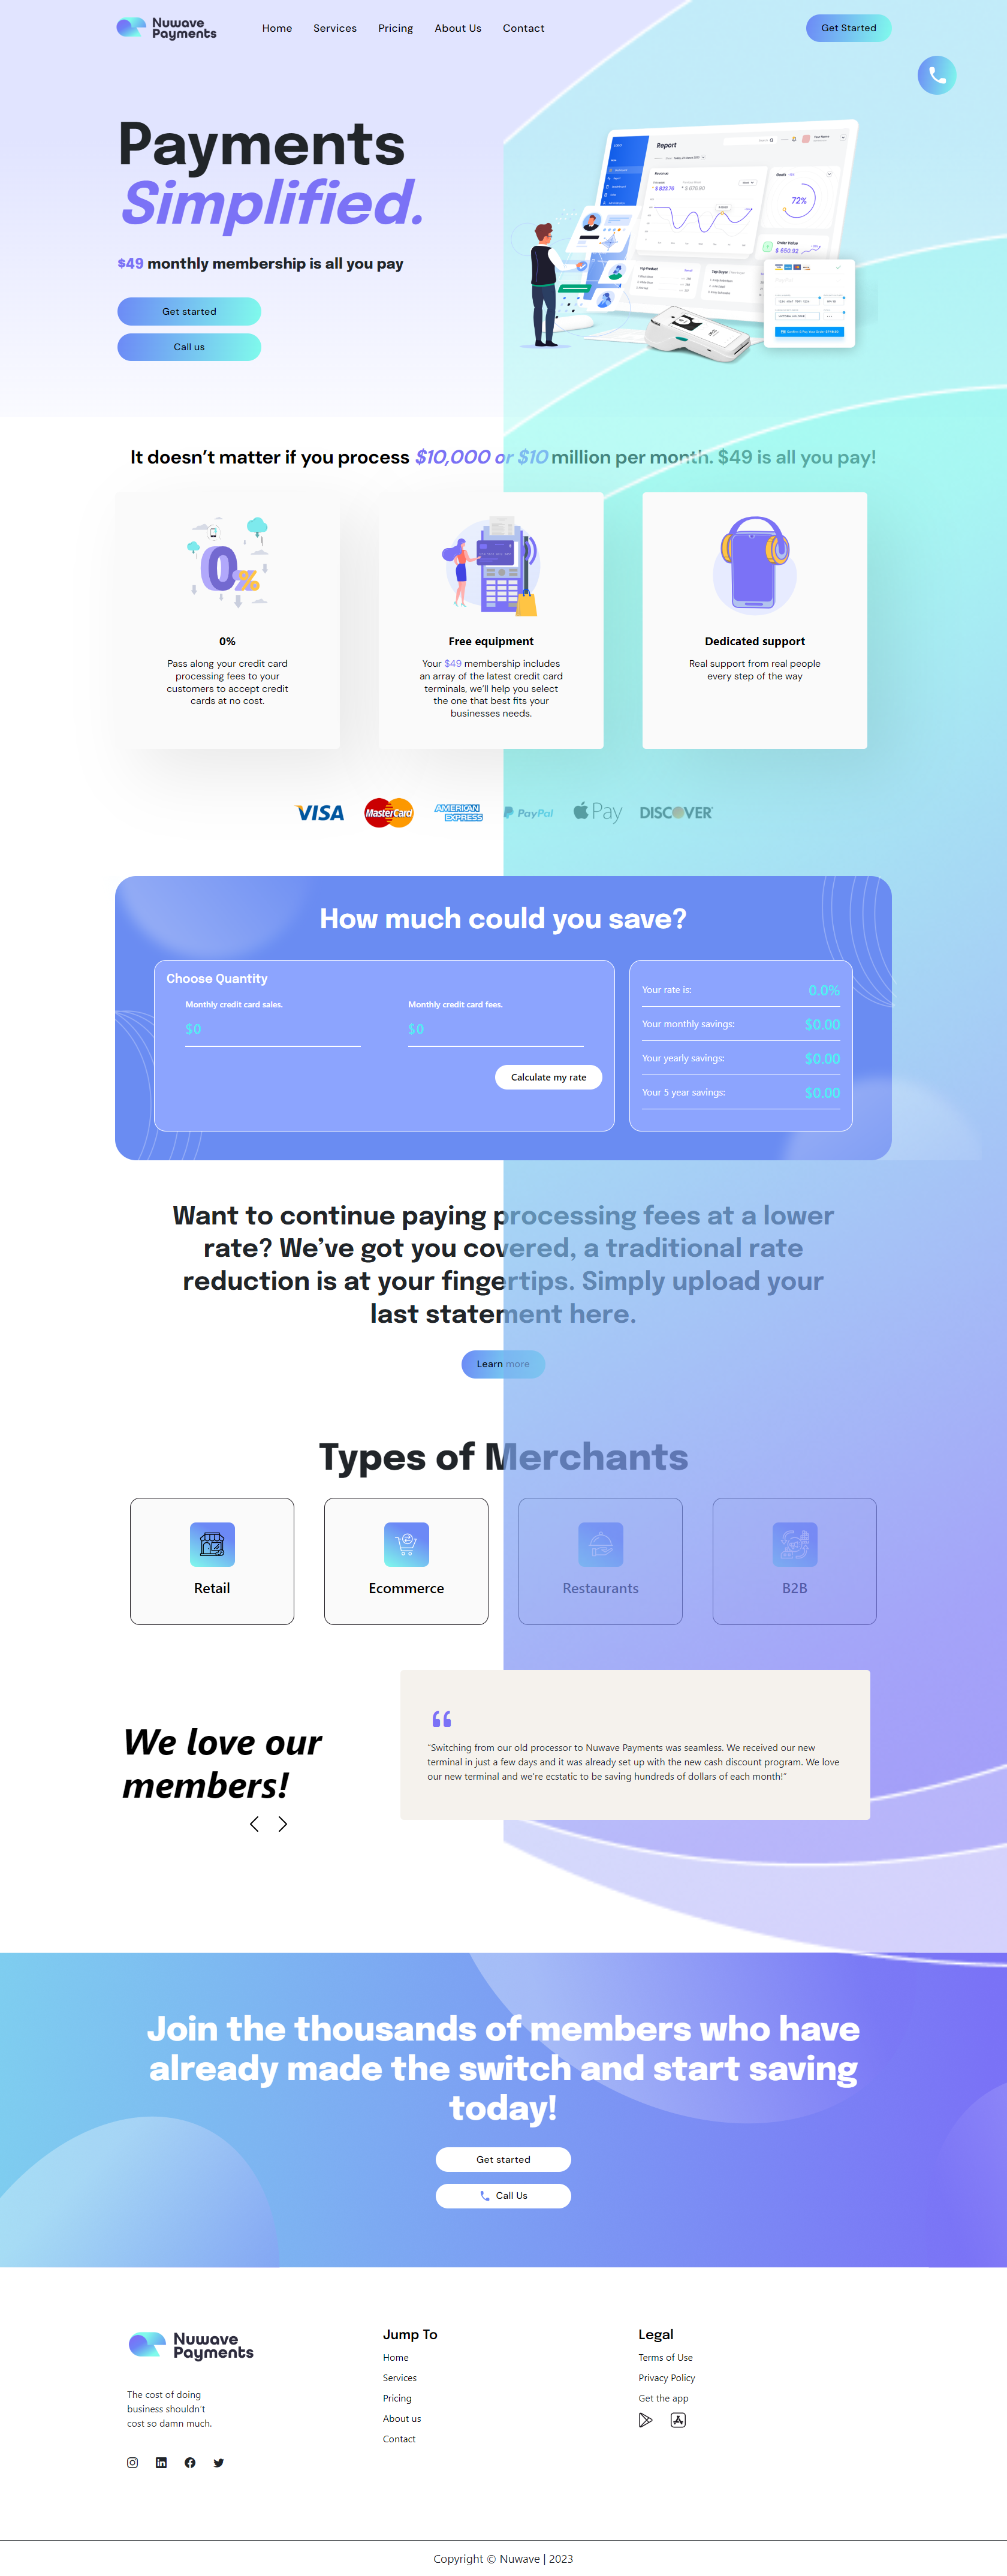 Nuwave
Payments
Home
Services
Pricing
About Us
Contact
Get Started
Payments
Simplified.
$49 monthly membership is all you pay
Get started
Call us
Report
72%
Order Value
$ 650.92
Top Product
Top Buyer
It doesn’t matter if you process $10,000 or $10 million per month. $49 is all you pay!
0%
0%
Pass along your credit card
processing fees to your
customers to accept credit
cards at no cost.
Free equipment
Your $49 membership includes
an array of the latest credit card
terminals, we’ll help you select
the one that best fits your
businesses needs.
Dedicated support
Real support from real people
every step of the way
VISA
MasterCard
AMERICAN
EXPRESS
PayPal
Pay
DISCOVER
How much could you save?
Choose Quantity
Monthly credit card sales.
$0
Monthly credit card fees.
$0
Calculate my rate
Your rate is: 0.0%
Your monthly savings: $0.00
Your yearly savings: $0.00
Your 5 year savings: $0.00
Want to continue paying processing fees at a lower
rate? We’ve got you covered, a traditional rate
reduction is at your fingertips. Simply upload your
last statement here.
Learn more
Types of Merchants
Retail
Ecommerce
Restaurants
B2B
We love our
members!
“Switching from our old processor to Nuwave Payments was seamless. We received our new
terminal in just a few days and it was already set up with the new cash discount program. We love
our new terminal and we’re ecstatic to be saving hundreds of dollars of each month!”
Join the thousands of members who have
already made the switch and start saving
today!
Get started
Call Us
Nuwave
Payments
The cost of doing
business shouldn’t
cost so damn much.
Jump To
Home
Services
Pricing
About us
Contact
Legal
Terms of Use
Privacy Policy
Get the app
Copyright © Nuwave | 2023